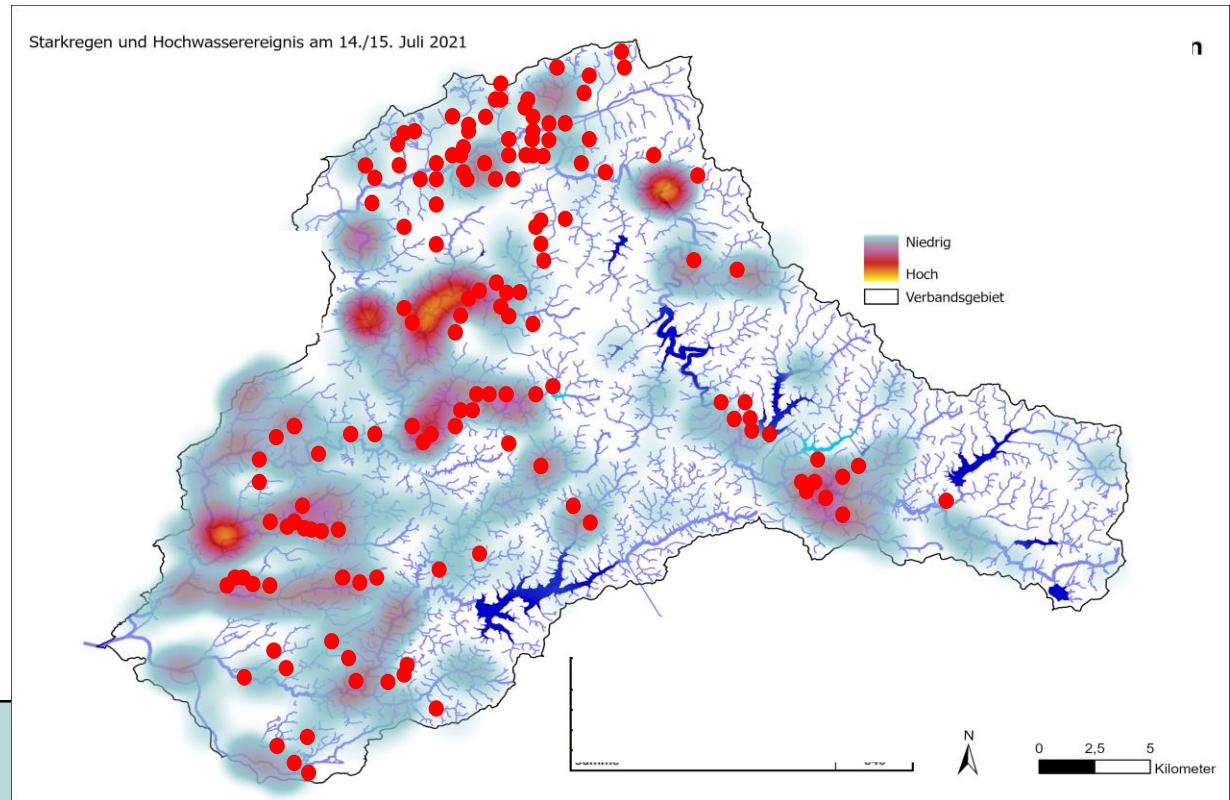 Starkregen und Hochwasserereignis am 14./15. Juli 2021
n
Niedrig
Hoch
Verbandsgebiet
N
0 2,5 5
Kilometer